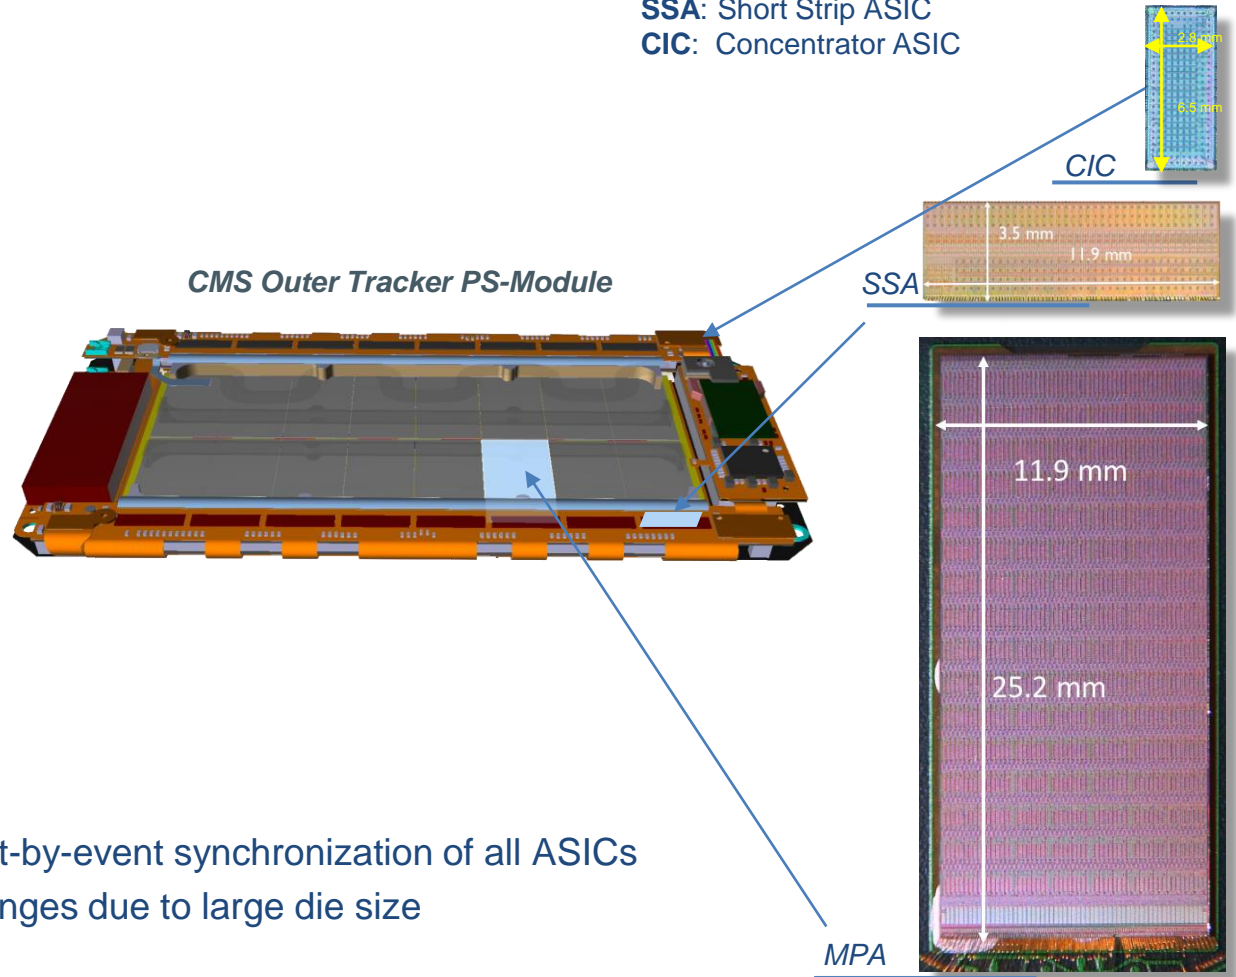 SSA: Short Strip ASIC
CIC: Concentrator ASIC
2.8 mm
6.5 mm
CIC
3.5 mm
11.9 mm
SSA
CMS Outer Tracker PS-Module
11.9 mm
25.2 mm
t-by-event synchronization of all ASICs
nges due to large die size
MPA